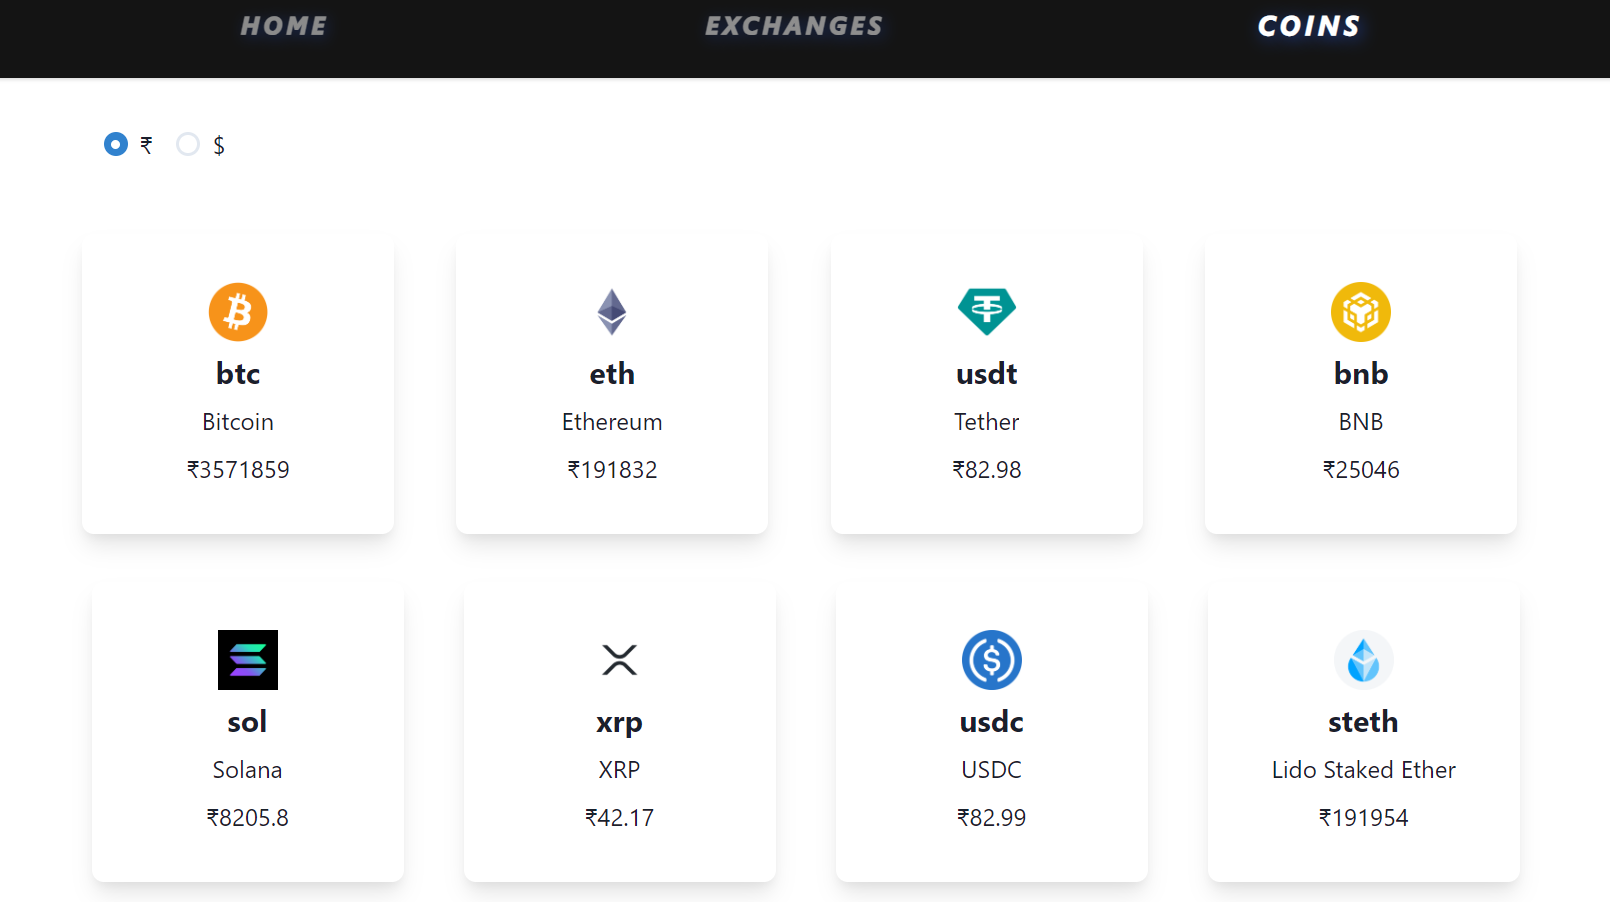 HOME EXCHANGES COINS
₹ $
btc eth usdt bnb
Bitcoin Ethereum Tether BNB
₹3571859 ₹191832 ₹82.98 ₹25046
sol xrp usdc steth
Solana XRP USDC Lido Staked Ether
₹8205.8 ₹42.17 ₹82.99 ₹191954